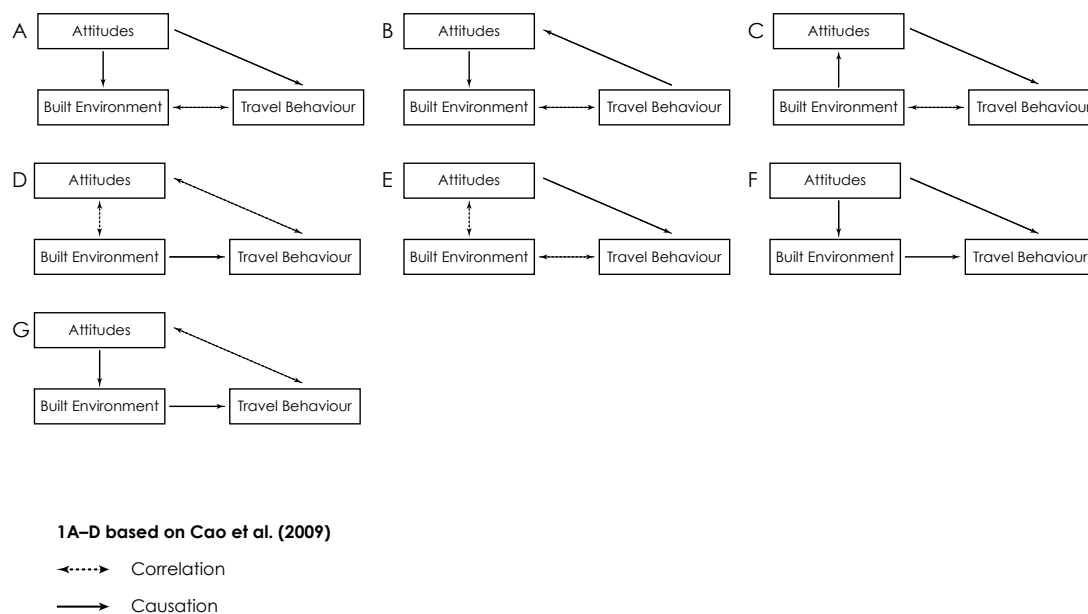 A
Attitudes
Built Environment
Travel Behaviour
B
Attitudes
Built Environment
Travel Behaviour
C
Attitudes
Built Environment
Travel Behaviour
D
Attitudes
Built Environment
Travel Behaviour
E
Attitudes
Built Environment
Travel Behaviour
F
Attitudes
Built Environment
Travel Behaviour
G
Attitudes
Built Environment
Travel Behaviour
1A–D based on Cao et al. (2009)
Correlation
Causation